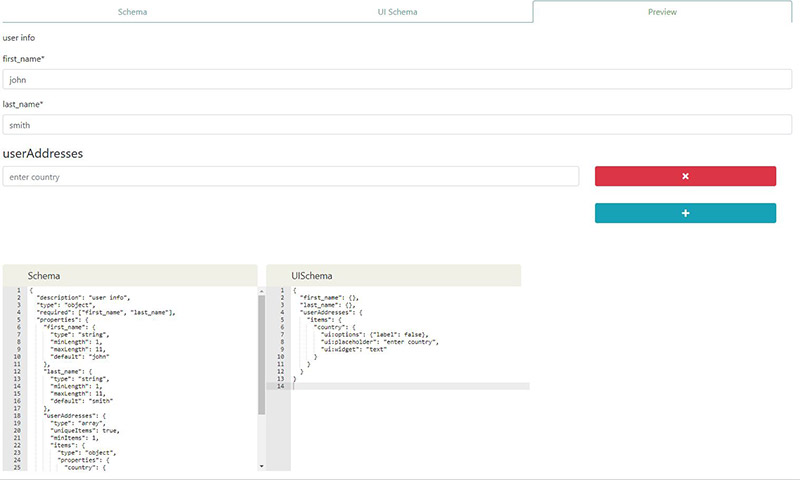 Schema UI Schema Preview
user info
first_name*
john
last_name*
smith
userAddresses
enter country
Schema
1 {
2 "description": "user info",
3 "type": "object",
4 "required": ["first_name", "last_name"],
5 "properties": {
6 "first_name": {
7 "type": "string",
8 "minLength": 1,
9 "maxLength": 11,
10 "default": "john"
11 },
12 "last_name": {
13 "type": "string",
14 "minLength": 1,
15 "maxLength": 11,
16 "default": "smith"
17 },
18 "userAddresses": {
19 "type": "array",
20 "uniqueItems": true,
21 "minItems": 1,
22 "items": {
23 "type": "object",
24 "properties": {
25 "country": {
UISchema
1 {
2 "first_name": {},
3 "last_name": {},
4 "userAddresses": {
5 "items": {
6 "country": {
7 "ui:options": {"label": false},
8 "ui:placeholder": "enter country",
9 "ui:widget": "text"
10 }
11 }
12 }
13 }
14